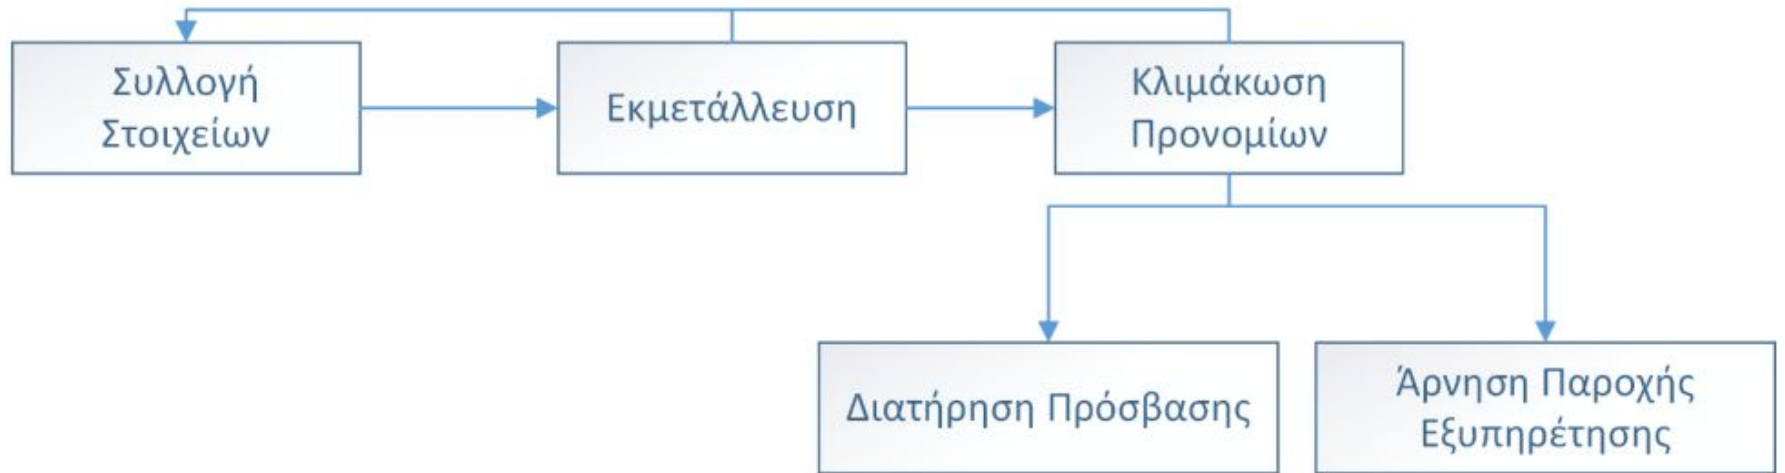 Συλλογή
Στοιχείων
Εκμετάλλευση
Κλιμάκωση
Προνομίων
Διατήρηση Πρόσβασης
Άρνηση Παροχής
Εξυπηρέτησης